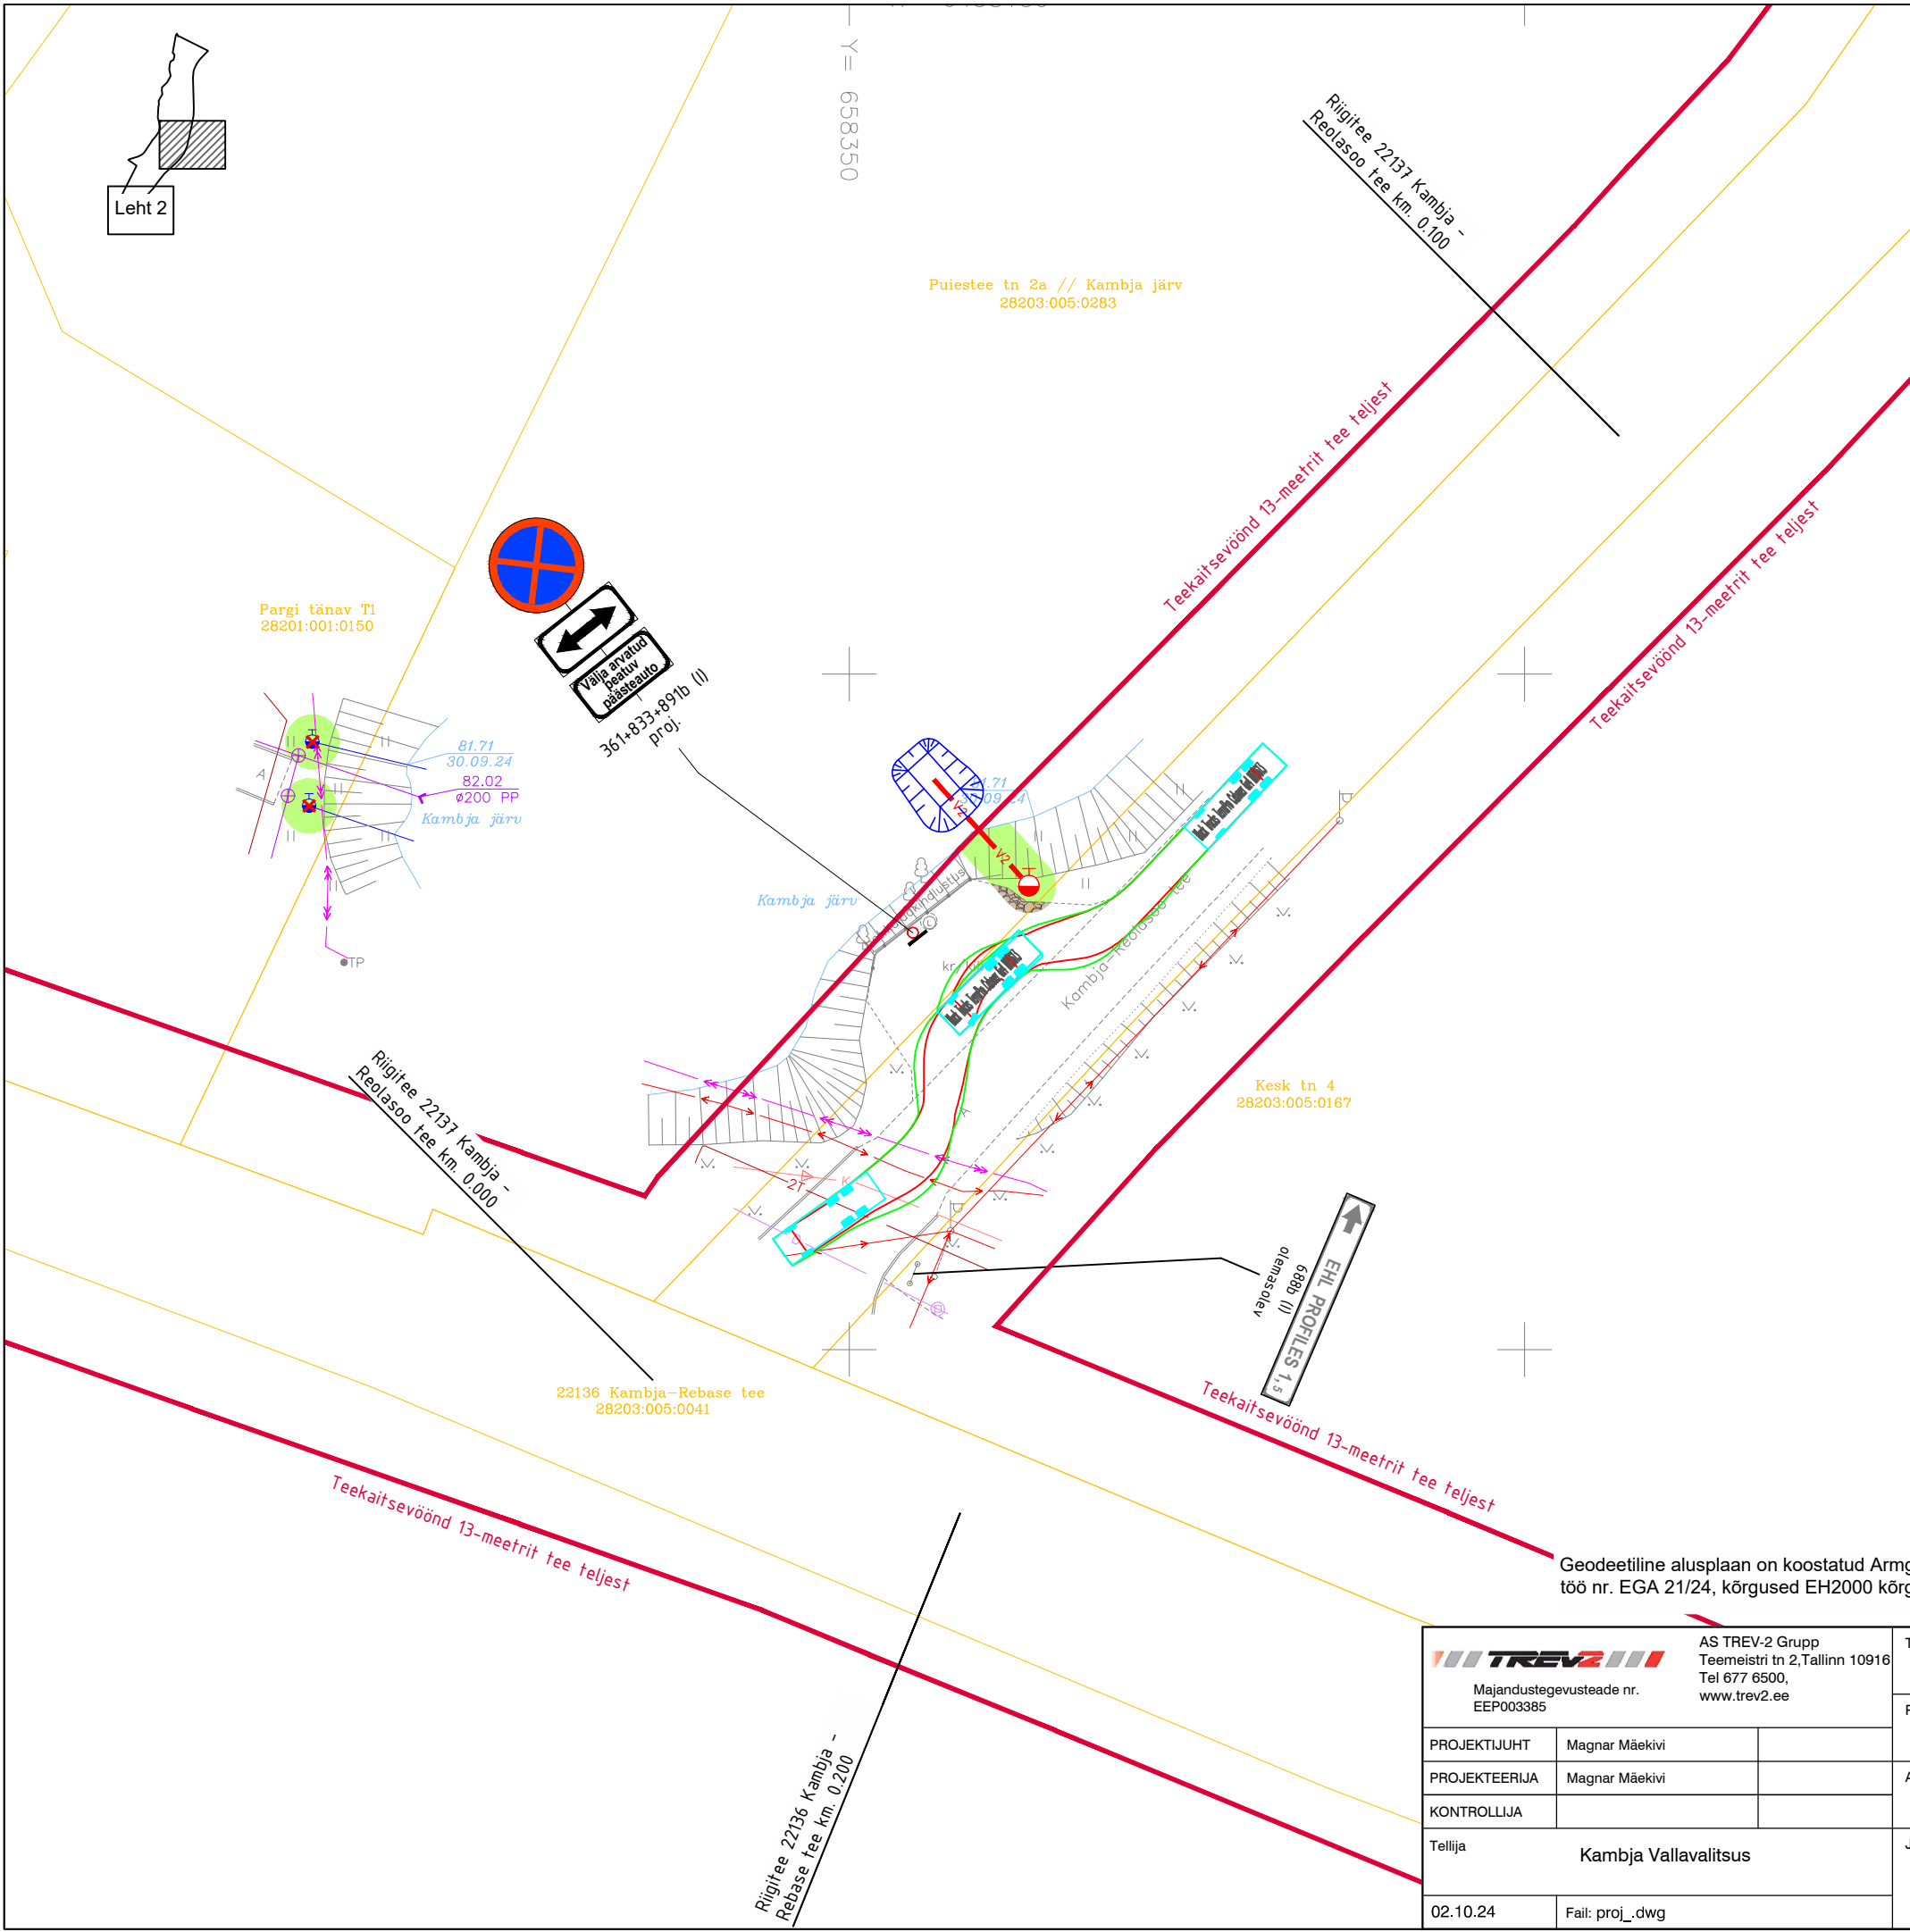 Y= 658350
Leht 2
Riigitee 22137 Kambja -
Reolasoo tee km. 0.100
Puiestee tn 2a // Kambja järv
28203:005:0283
Teekaitsevöönd 13-meetrit tee teljest
Teekaitsevöönd 13-meetrit tee teljest
Pargi tänav T1
28201:001:0150
Välja arvatud
peatuv
päästeauto
361+833+891b (I)
proj.
A
81.71
30.09.24
82.02
ø200 PP
Kambja järv
TP
V2
V2
Kambja järv
Kambja-Reolasoo tee
Riigitee 22137 Kambja -
Reolasoo tee km. 0.000
Kesk tn 4
28203:005:0167
A
2T
K
688b (I)
olemasolev
EHL PROFILES 1,5
22136 Kambja-Rebase tee
28203:005:0041
Teekaitsevöönd 13-meetrit tee teljest
Teekaitsevöönd 13-meetrit tee teljest
Riigitee 22136 Kambja -
Rebase tee km. 0.200
Geodeetiline alusplaan on koostatud
töö nr. EGA 21/24, kõrgused EH2000
TREV2
AS TREV-2 Grupp
Teemeistri tn 2,Tallinn 10916
Tel 677 6500,
www.trev2.ee
Majandustegevusteade nr.
EEP003385
PROJEKTIJUHT Magnar Mäekivi
PROJEKTEERIJA Magnar Mäekivi
KONTROLLIJA
Tellija
Kambja Vallavalitsus
02.10.24 Fail: proj_.dwg